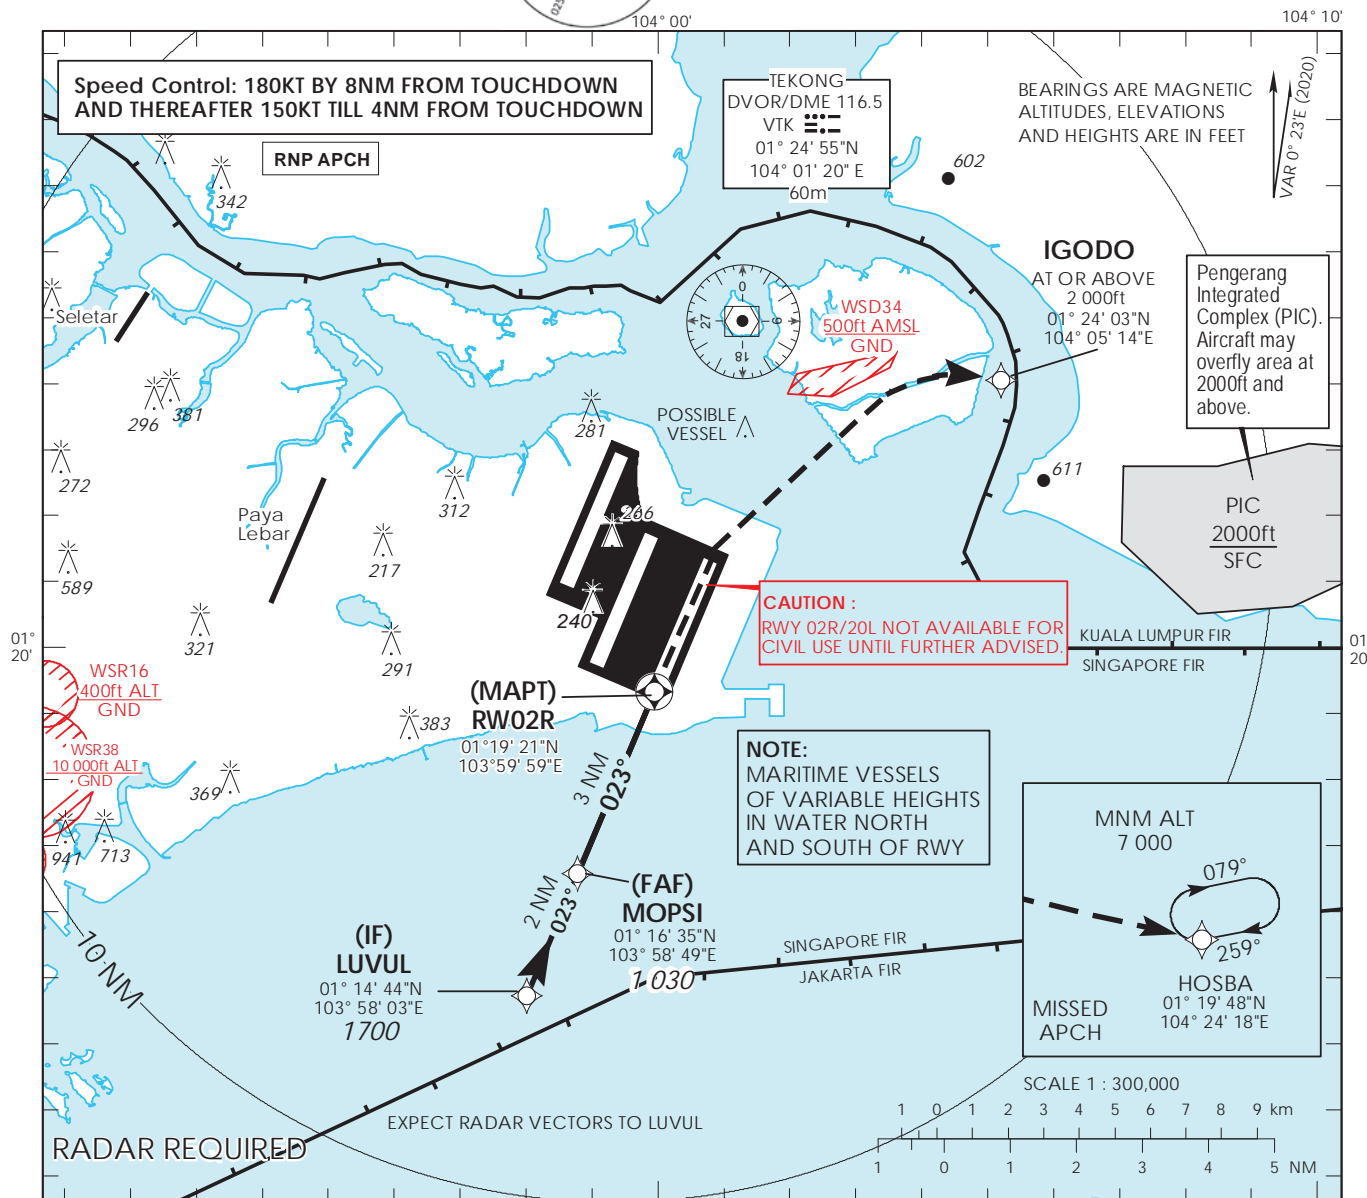 025
104° 00'
104° 10'
Speed Control: 180KT BY 8NM FROM TOUCHDOWN
AND THEREAFTER 150KT TILL 4NM FROM TOUCHDOWN
RNP APCH
TEKONG
DVOR/DME 116.5
VTK
01° 24' 55"N
104° 01' 20" E
60m
BEARINGS ARE MAGNETIC
ALTITUDES, ELEVATIONS
AND HEIGHTS ARE IN FEET
VAR 0° 23'E (2020)
602
342
IGODO
AT OR ABOVE
2 000ft
01° 24' 03"N
104° 05' 14"E
Pengerang
Integrated
Complex (PIC).
Aircraft may
overfly area at
2000ft and
above.
Seletar
0
9
18
27
WSD34
500ft AMSL
GND
296
381
281
POSSIBLE
VESSEL
272
312
611
Paya
Lebar
266
217
PIC
2000ft
SFC
589
240
321
291
CAUTION :
RWY 02R/20L NOT AVAILABLE FOR
CIVIL USE UNTIL FURTHER ADVISED.
KUALA LUMPUR FIR
SINGAPORE FIR
01°
20'
01
20
WSR16
400ft ALT
GND
(MAPT)
RW02R
01°19' 21"N
103°59' 59"E
383
WSR38
10 000ft ALT
GND
369
941
713
3 NM
023°
NOTE:
MARITIME VESSELS
OF VARIABLE HEIGHTS
IN WATER NORTH
AND SOUTH OF RWY
MNM ALT
7 000
079°
259°
HOSBA
01° 19' 48"N
104° 24' 18"E
MISSED
APCH
2 NM
023°
(FAF)
MOPSI
01° 16' 35"N
103° 58' 49"E
1 030
(IF)
LUVUL
01° 14' 44"N
103° 58' 03"E
1700
SINGAPORE FIR
JAKARTA FIR
10 NM
SCALE 1 : 300,000
1 0 1 2 3 4 5 6 7 8 9 km
1 0 1 2 3 4 5 NM
EXPECT RADAR VECTORS TO LUVUL
RADAR REQUIRED